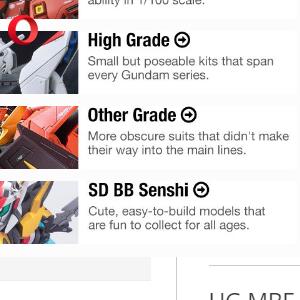 ability in 1/100 scale.
High Grade
Small but poseable kits that span
every Gundam series.
Other Grade
More obscure suits that didn't make
their way into the main lines.
SD BB Senshi
Cute, easy-to-build models that
are fun to collect for all ages.